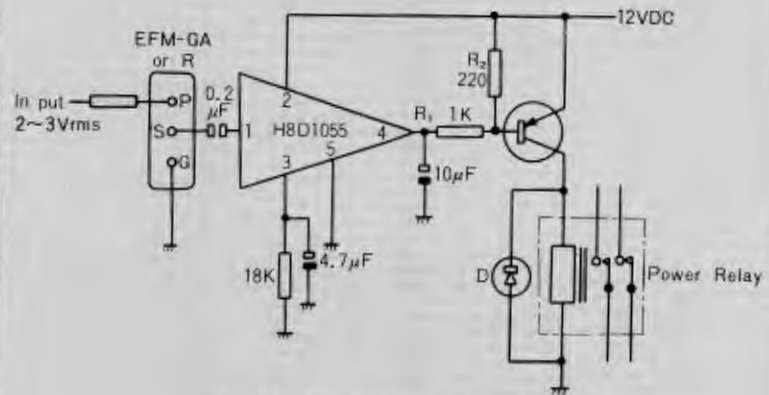 12VDC
EFM-GA
or R
In put
2~3Vrms
P
S
G
0.2
μF
1
2
H8D1055
3
4
5
R₁ 1K
R₂
220
10μF
18K
4.7μF
D
Power Relay